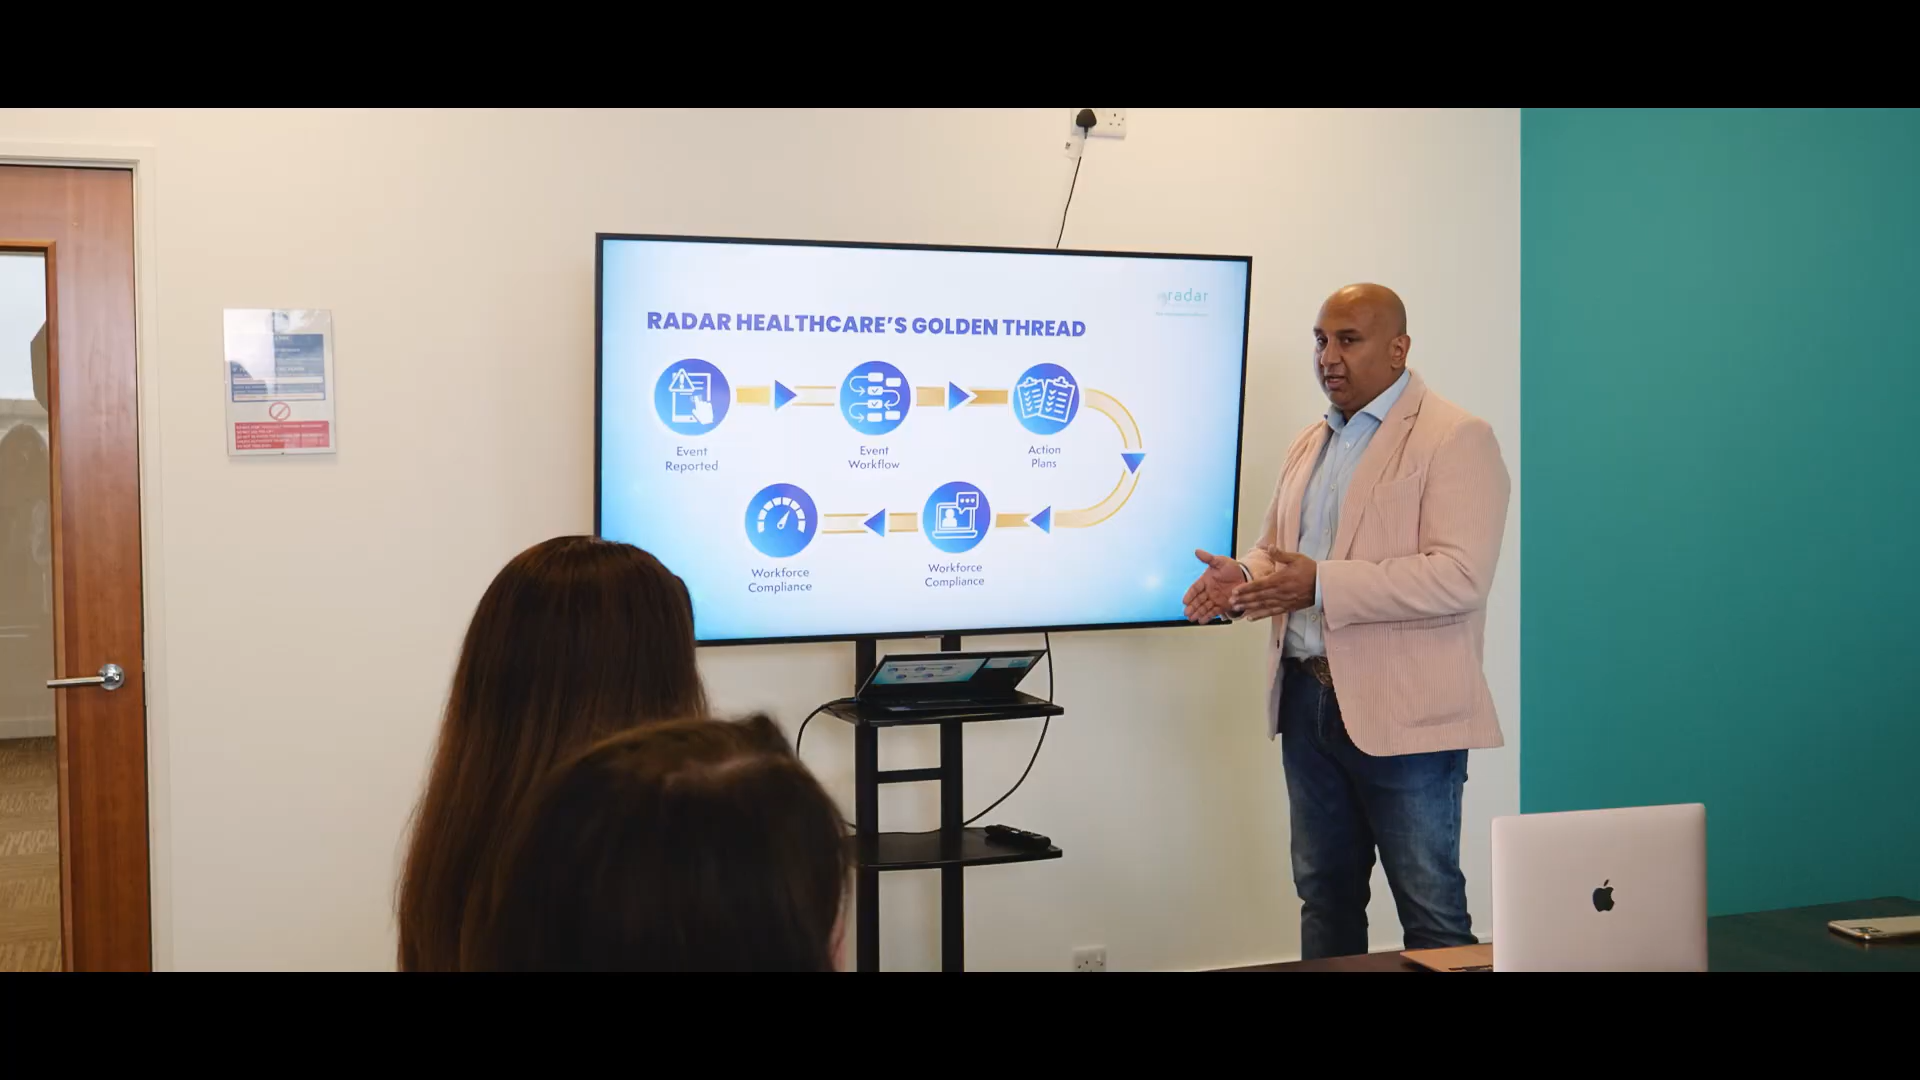 radar
RADAR HEALTHCARE'S GOLDEN THREAD
Event
Reported
Event
Workflow
Action
Plans
Workforce
Compliance
Workforce
Compliance